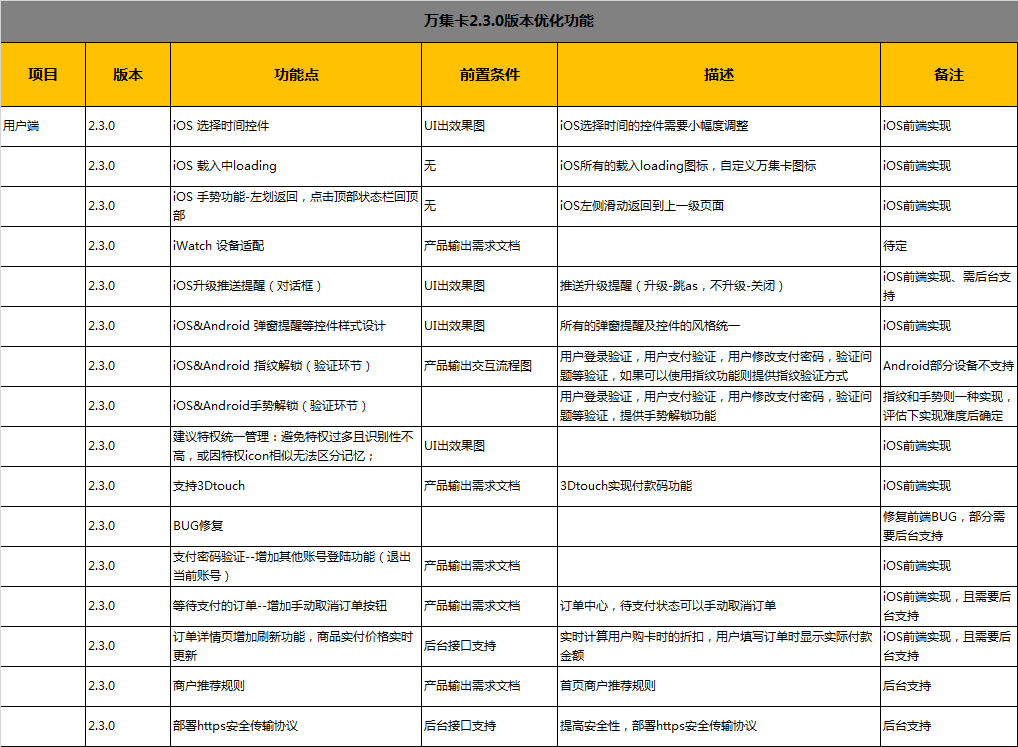 万集卡2.3.0版本优化功能
项目 版本 功能点 前置条件 描述 备注
用户端 2.3.0 iOS 选择时间控件 UI出效果图 iOS选择时间的控件需要小幅度调整 iOS前端实现
2.3.0 iOS 载入中loading 无 iOS所有的载入loading图标，自定义万集卡图标 iOS前端实现
2.3.0 iOS 手势功能-左划返回，点击顶部状态栏回顶
部 无 iOS左侧滑动返回到上一级页面 iOS前端实现
2.3.0 iWatch 设备适配 产品输出需求文档 待定
2.3.0 iOS升级推送提醒（对话框） UI出效果图 推送升级提醒（升级-跳as，不升级-关闭） iOS前端实现、需后台支
持
2.3.0 iOS&Android 弹窗提醒等控件样式设计 UI出效果图 所有的弹窗提醒及控件的风格统一 iOS前端实现
2.3.0 iOS&Android 指纹解锁（验证环节） 产品输出交互流程图 用户登录验证，用户支付验证，用户修改支付密码，验证问
题等验证，如果可以使用指纹功能则提供指纹验证方式 Android部分设备不支持
2.3.0 iOS&Android手势解锁（验证环节） 用户登录验证，用户支付验证，用户修改支付密码，验证问
题等验证，提供手势解锁功能 指纹和手势则一种实现，
评估下实现难度后确定
2.3.0 建议特权统一管理：避免特权过多且识别性不
高，或因特权icon相似无法区分记忆； UI出效果图 iOS前端实现
2.3.0 支持3Dtouch 产品输出需求文档 3Dtouch实现付款码功能 iOS前端实现
2.3.0 BUG修复 修复前端BUG，部分需
要后台支持
2.3.0 支付密码验证--增加其他账号登陆功能（退出
当前账号） 产品输出需求文档 iOS前端实现
2.3.0 等待支付的订单--增加手动取消订单按钮 产品输出需求文档 订单中心，待支付状态可以手动取消订单 iOS前端实现，且需要后
台支持
2.3.0 订单详情页增加刷新功能，商品实付价格实时
更新 后台接口支持 实时计算用户购卡时的折扣，用户填写订单时显示实际付款
金额 iOS前端实现，且需要后
台支持
2.3.0 商户推荐规则 产品输出需求文档 首页商户推荐规则 后台支持
2.3.0 部署https安全传输协议 后台接口支持 提高安全性，部署https安全传输协议 后台支持